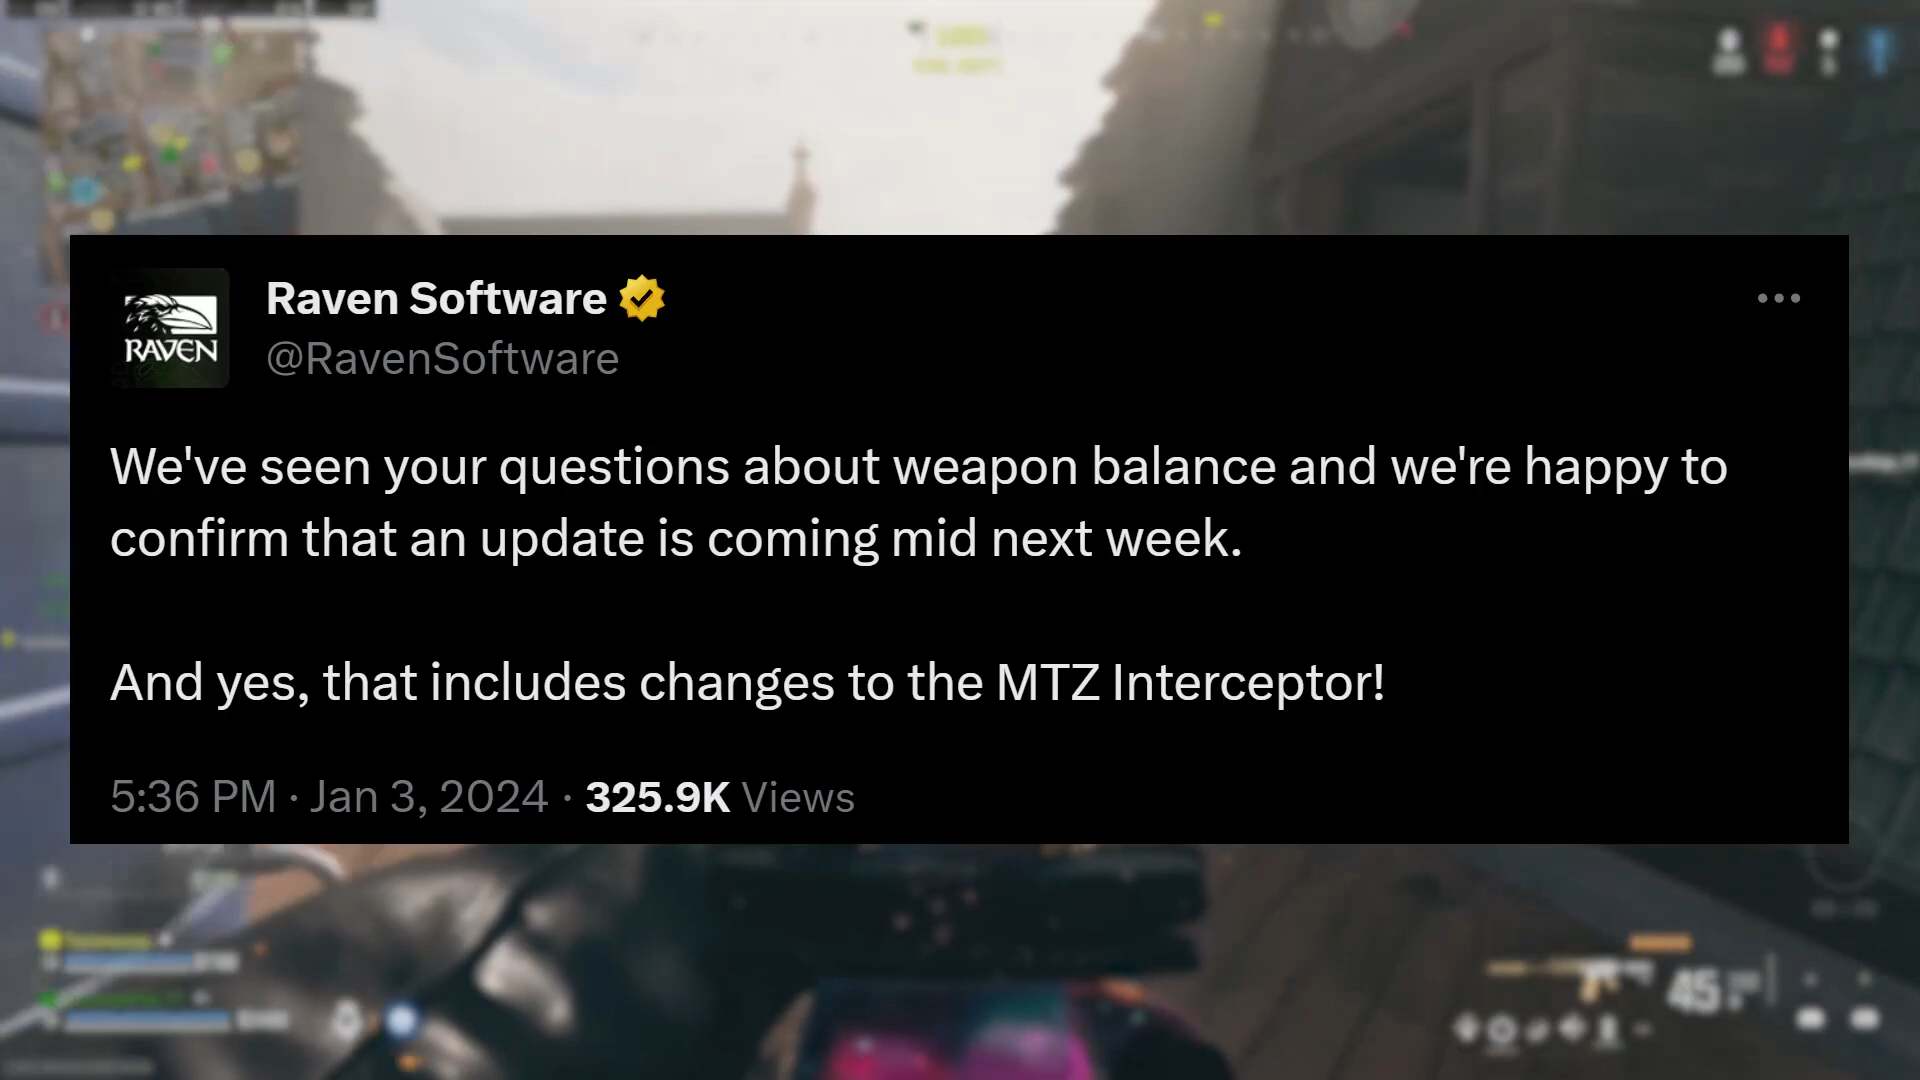 Raven Software
RAVEN
@RavenSoftware
We've seen your questions about weapon balance and we're happy to
confirm that an update is coming mid next week.
And yes, that includes changes to the MTZ Interceptor!
5:36 PM · Jan 3, 2024 · 325.9K Views
45